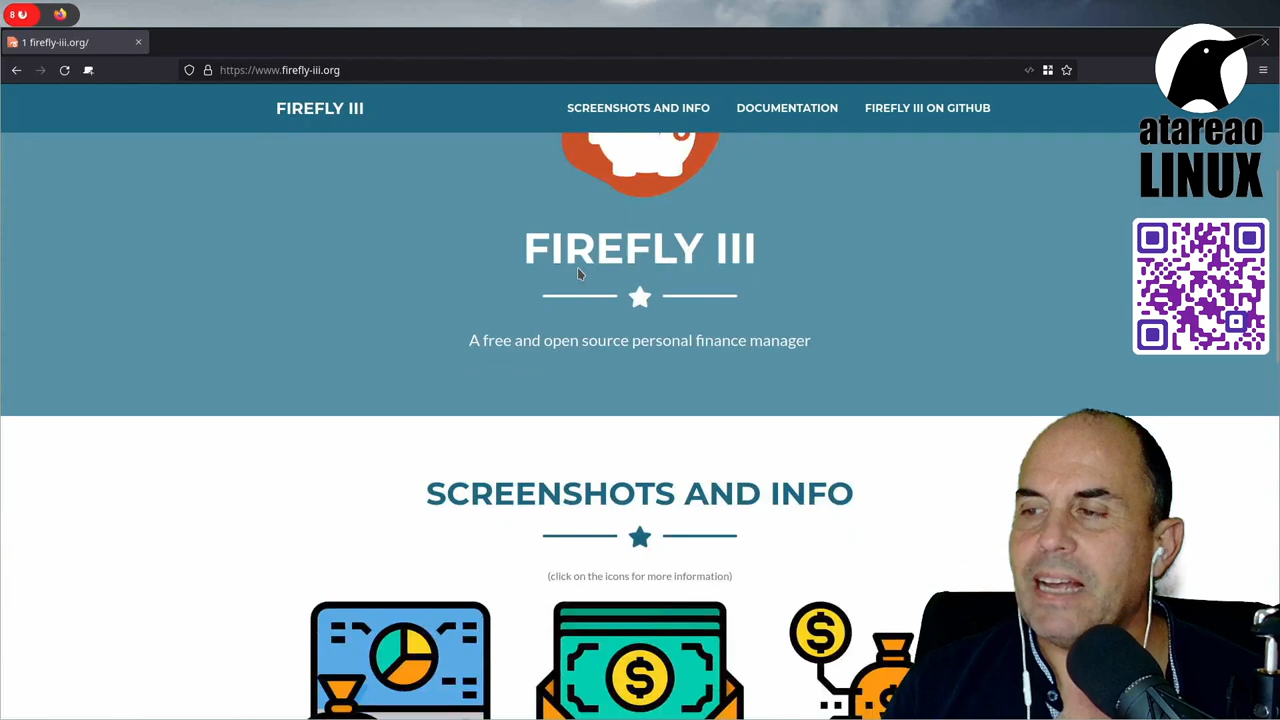 8
1 firefly-iii.org/
https://www.firefly-iii.org
FIREFLY III
SCREENSHOTS AND INFO
DOCUMENTATION
FIREFLY III ON GITHUB
atareao
LINUX
FIREFLY III
A free and open source personal finance manager
SCREENSHOTS AND INFO
(click on the icons for more information)